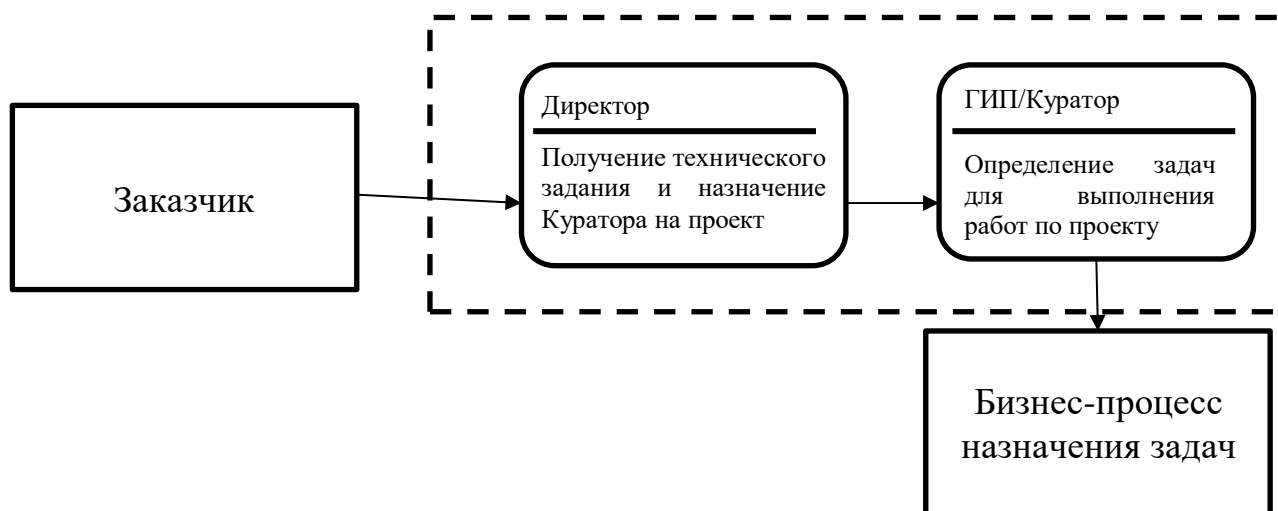 Заказчик
Директор
Получение технического
задания и назначение
Куратора на проект
ГИП/Куратор
Определение задач
для выполнения
работ по проекту
Бизнес-процесс
назначения задач